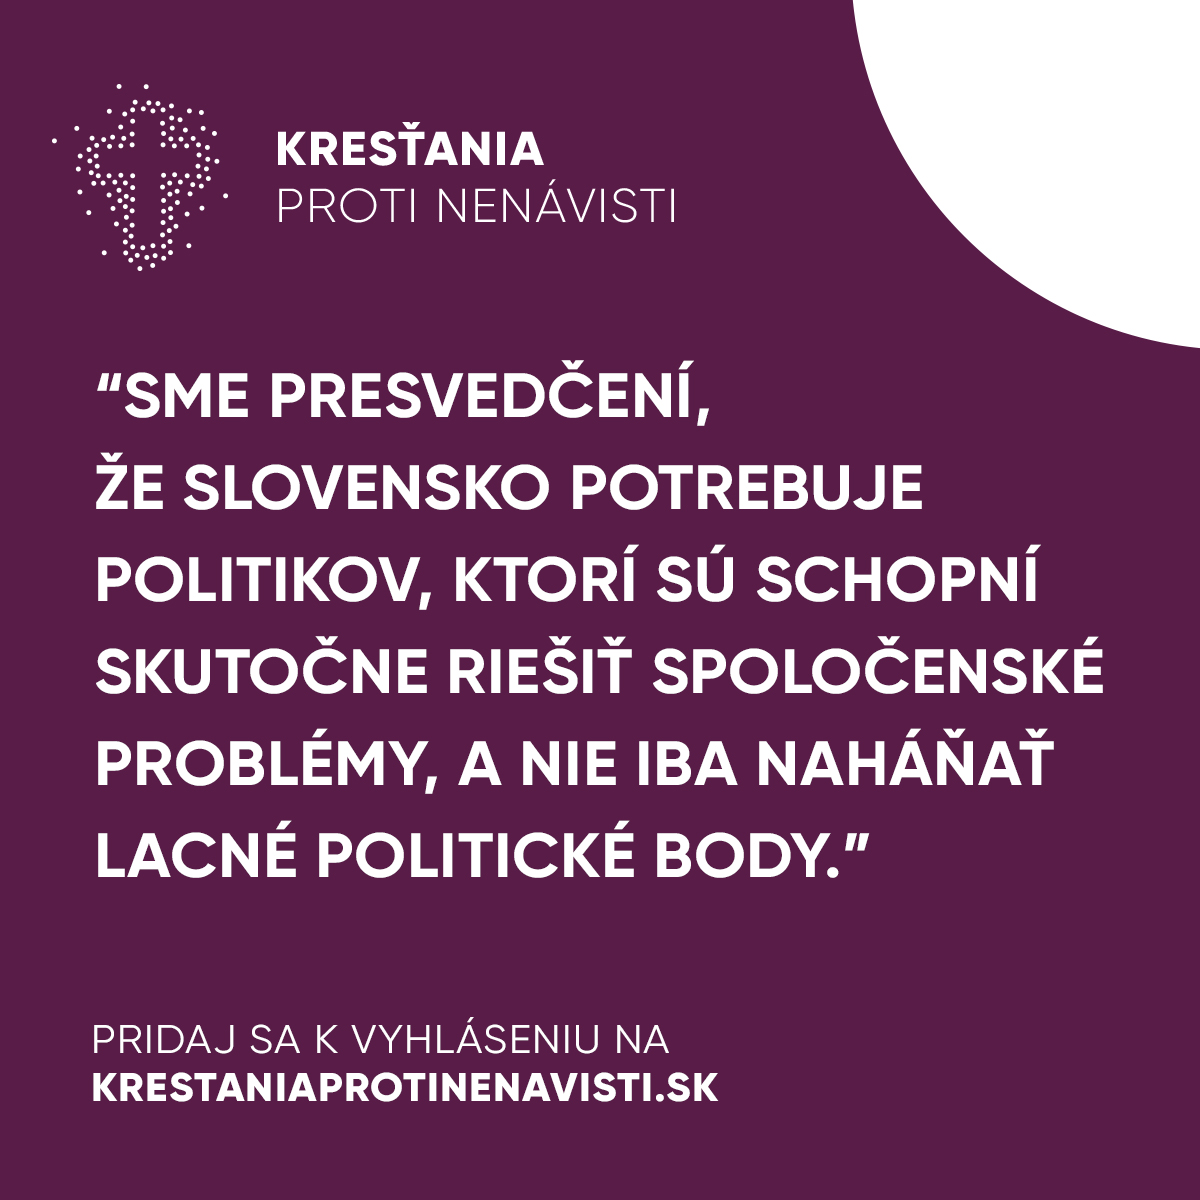 KRESŤANIA
PROTI NENÁVISTI
“SME PRESVEDČENÍ,
ŽE SLOVENSKO POTREBUJE
POLITIKOV, KTORÍ SÚ SCHOPNÍ
SKUTOČNE RIEŠIŤ SPOLOČENSKÉ
PROBLÉMY, A NIE IBA NAHÁŇAŤ
LACNÉ POLITICKÉ BODY.”
PRIDAJ SA K VYHLÁSENIU NA
KRESTANIAPROTINENAVISTI.SK